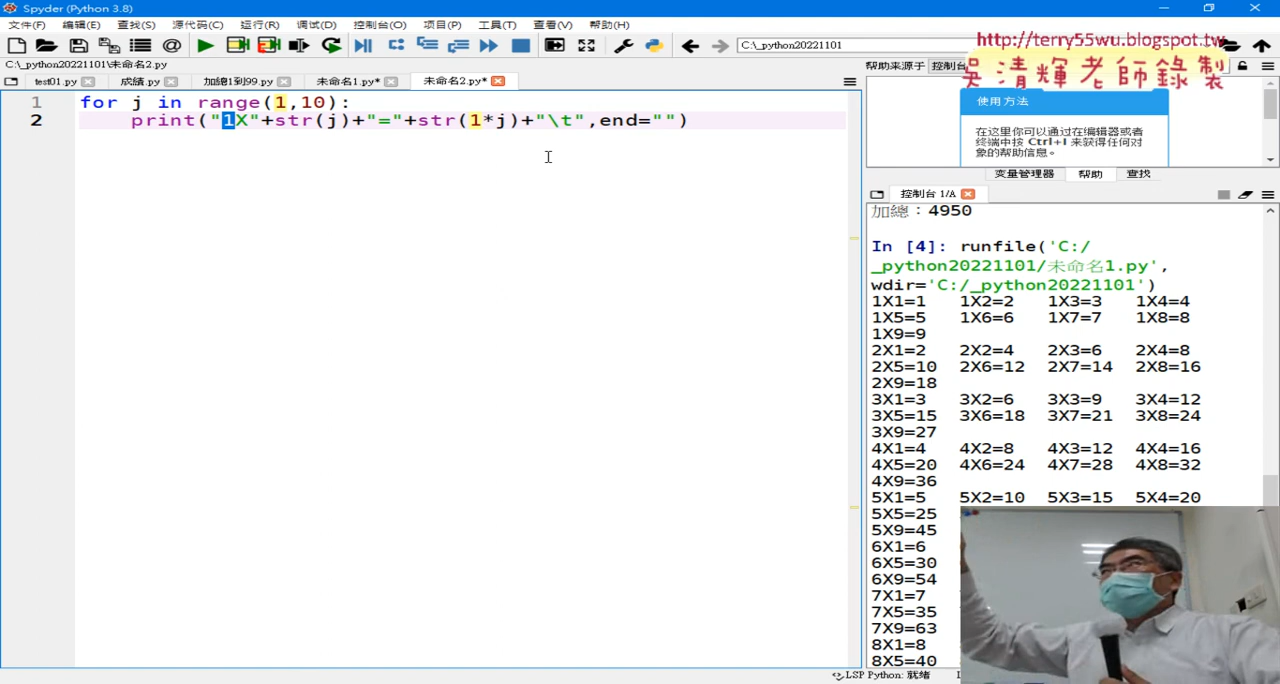 Spyder (Python 3.8)
文件(F) 编辑(E) 查找(S) 源代码(C) 运行(R) 调试(D) 控制台(O) 项目(P) 工具(T) 查看(V) 帮助(H)
C:\_python20221101
http://terry55wu.blogspot.tw
吳清輝老師錄製
C:\_python20221101\未命名2.py
帮助来源于 控制台
test01.py 成績.py 加總1到99.py 未命名1.py* 未命名2.py*
1 for j in range(1,10):
2 print("1X"+str(j)+"="+str(1*j)+"\t",end="")
使用方法
在这里你可以通过在编辑器或者
终端中按 Ctrl+I 来获得任何对
象的帮助信息。
变量管理器 帮助 查找
控制台 1/A
加總：4950
In [4]: runfile('C:/
_python20221101/未命名1.py',
wdir='C:/_python20221101')
1X1=1 1X2=2 1X3=3 1X4=4
1X5=5 1X6=6 1X7=7 1X8=8
1X9=9
2X1=2 2X2=4 2X3=6 2X4=8
2X5=10 2X6=12 2X7=14 2X8=16
2X9=18
3X1=3 3X2=6 3X3=9 3X4=12
3X5=15 3X6=18 3X7=21 3X8=24
3X9=27
4X1=4 4X2=8 4X3=12 4X4=16
4X5=20 4X6=24 4X7=28 4X8=32
4X9=36
5X1=5 5X2=10 5X3=15 5X4=20
5X5=25
5X9=45
6X1=6
6X5=30
6X9=54
7X1=7
7X5=35
7X9=63
8X1=8
8X5=40
LSP Python: 就绪